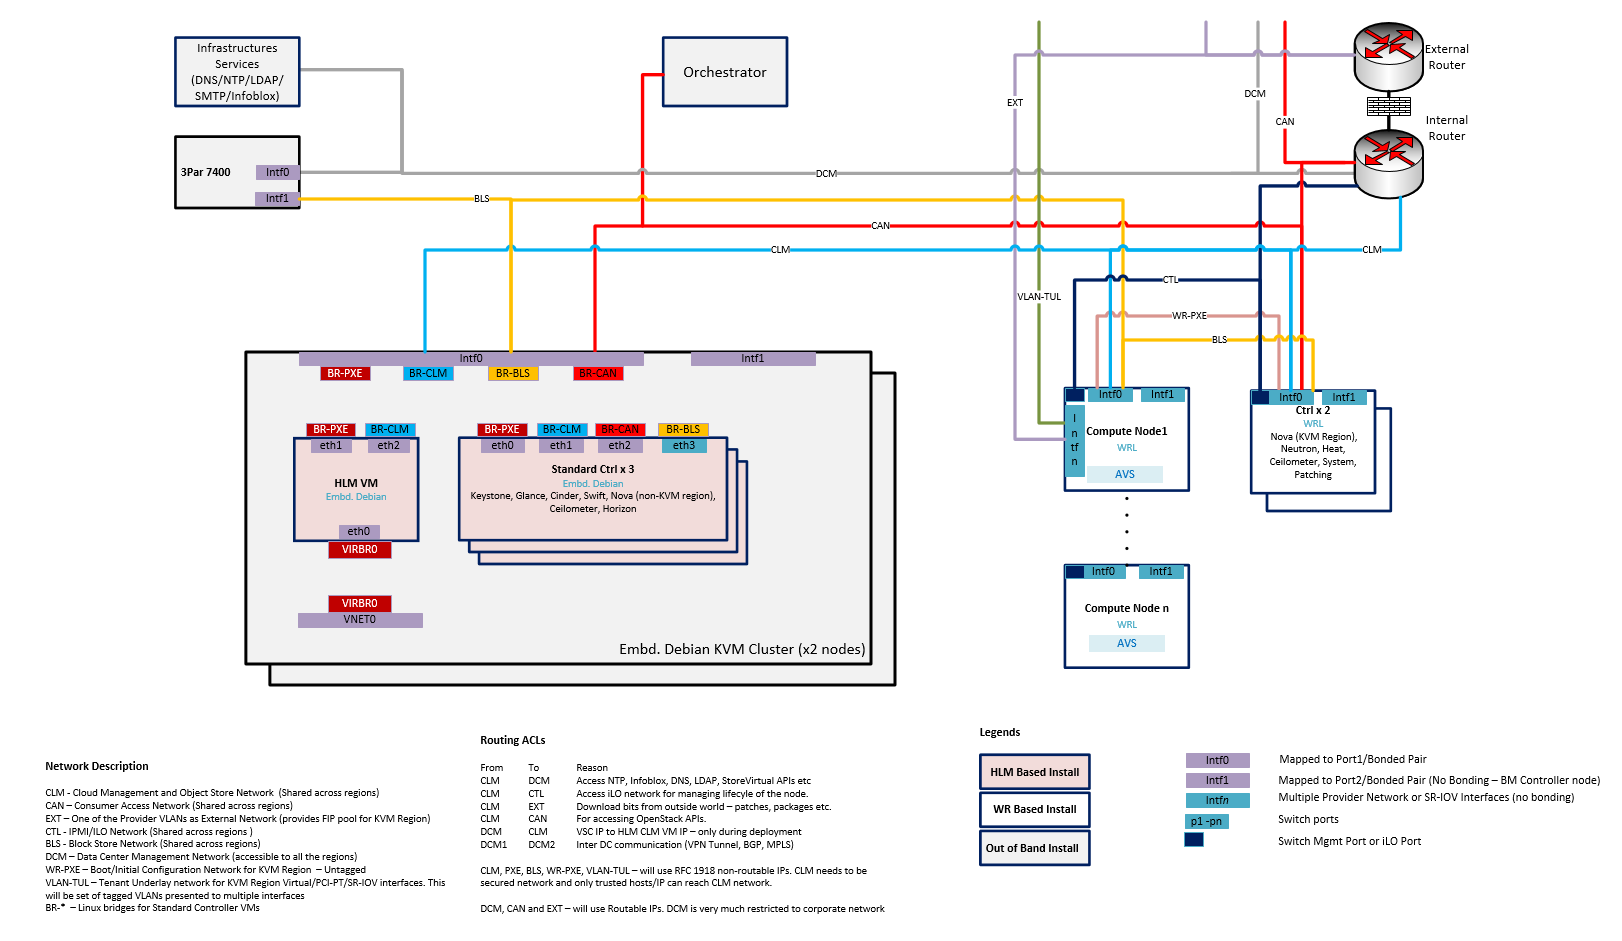 Infrastructures
Services
(DNS/NTP/LDAP/
SMTP/Infoblox)
Orchestrator
External
Router
EXT
DCM
CAN
Internal
Router
3Par 7400
Intf0
Intf1
DCM
BLS
CAN
CLM
CLM
CTL
VLAN-TUL
WR-PXE
BLS
Intf0
Intf1
BR-PXE
BR-CLM
BR-BLS
BR-CAN
BR-PXE
BR-CLM
eth1
eth2
HLM VM
Embd. Debian
eth0
VIRBR0
VIRBR0
VNET0
BR-PXE
BR-CLM
BR-CAN
BR-BLS
eth0
eth1
eth2
eth3
Standard Ctrl x 3
Embd. Debian
Keystone, Glance, Cinder, Swift, Nova (non-KVM region),
Ceilometer, Horizon
Embd. Debian KVM Cluster (x2 nodes)
Intf0
Intf1
I
n
tf
n
Compute Node1
WRL
AVS
Intf0
Intf1
Ctrl x 2
WRL
Nova (KVM Region),
Neutron, Heat,
Ceilometer, System,
Patching
Intf0
Intf1
Compute Node n
WRL
AVS
Network Description
CLM - Cloud Management and Object Store Network (Shared across regions)
CAN – Consumer Access Network (Shared across regions)
EXT – One of the Provider VLANs as External Network (provides FIP pool for KVM Region)
CTL - IPMI/ILO Network (Shared across regions )
BLS - Block Store Network (Shared across regions)
DCM – Data Center Management Network (accessible to all the regions)
WR-PXE – Boot/Initial Configuration Network for KVM Region – Untagged
VLAN-TUL – Tenant Underlay network for KVM Region Virtual/PCI-PT/SR-IOV interfaces. This
will be set of tagged VLANs presented to multiple interfaces
BR-* – Linux bridges for Standard Controller VMs
Routing ACLs
From To Reason
CLM DCM Access NTP, Infoblox, DNS, LDAP, StoreVirtual APIs etc
CLM CTL Access iLO network for managing lifecyle of the node.
CLM EXT Download bits from outside world – patches, packages etc.
CLM CAN For accessing OpenStack APIs.
DCM CLM VSC IP to HLM CLM VM IP – only during deployment
DCM1 DCM2 Inter DC communication (VPN Tunnel, BGP, MPLS)
CLM, PXE, BLS, WR-PXE, VLAN-TUL – will use RFC 1918 non-routable IPs. CLM needs to be
secured network and only trusted hosts/IP can reach CLM network.
DCM, CAN and EXT – will use Routable IPs. DCM is very much restricted to corporate network
Legends
HLM Based Install
WR Based Install
Out of Band Install
Intf0 Mapped to Port1/Bonded Pair
Intf1 Mapped to Port2/Bonded Pair (No Bonding – BM Controller node)
Intfn Multiple Provider Network or SR-IOV Interfaces (no bonding)
p1 -pn Switch ports
Switch Mgmt Port or iLO Port